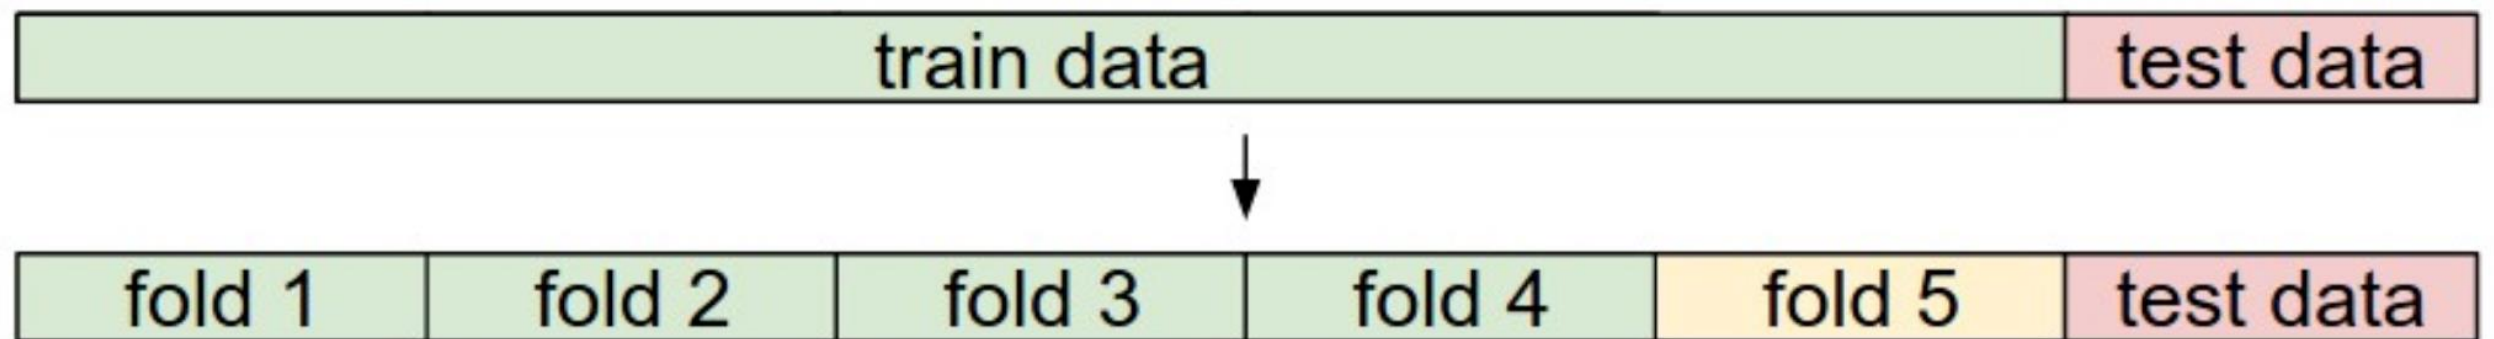 train data test data
fold 1 fold 2 fold 3 fold 4 fold 5 test data